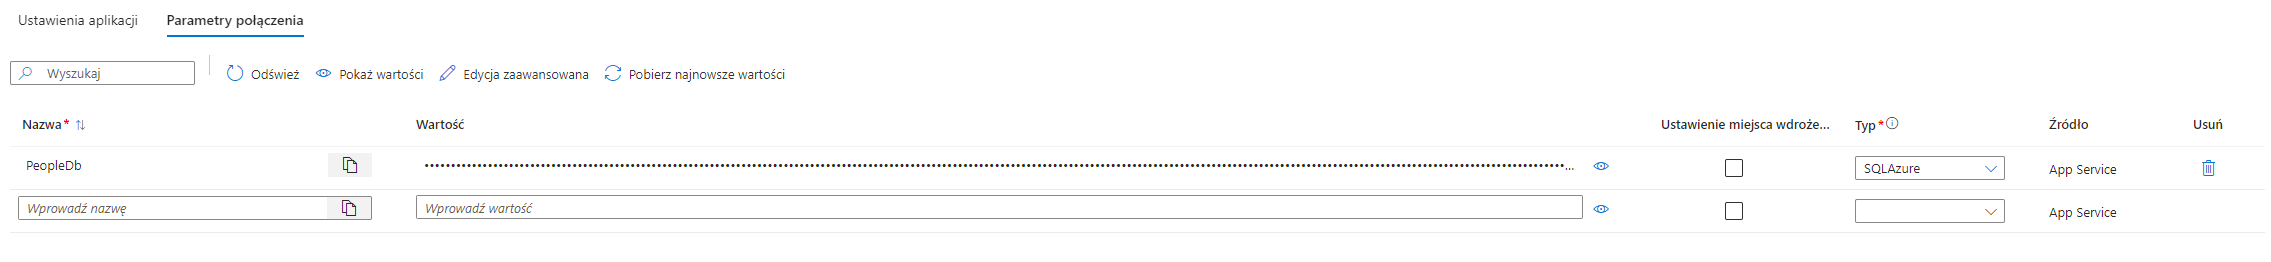 Ustawienia aplikacji Parametry połączenia
Wyszukaj Odśwież Pokaż wartości Edycja zaawansowana Pobierz najnowsze wartości
Nazwa* Wartość Ustawienie miejsca wdroże... Typ* Źródło Usuń
PeopleDb SQLAzure App Service
Wprowadź nazwę Wprowadź wartość App Service